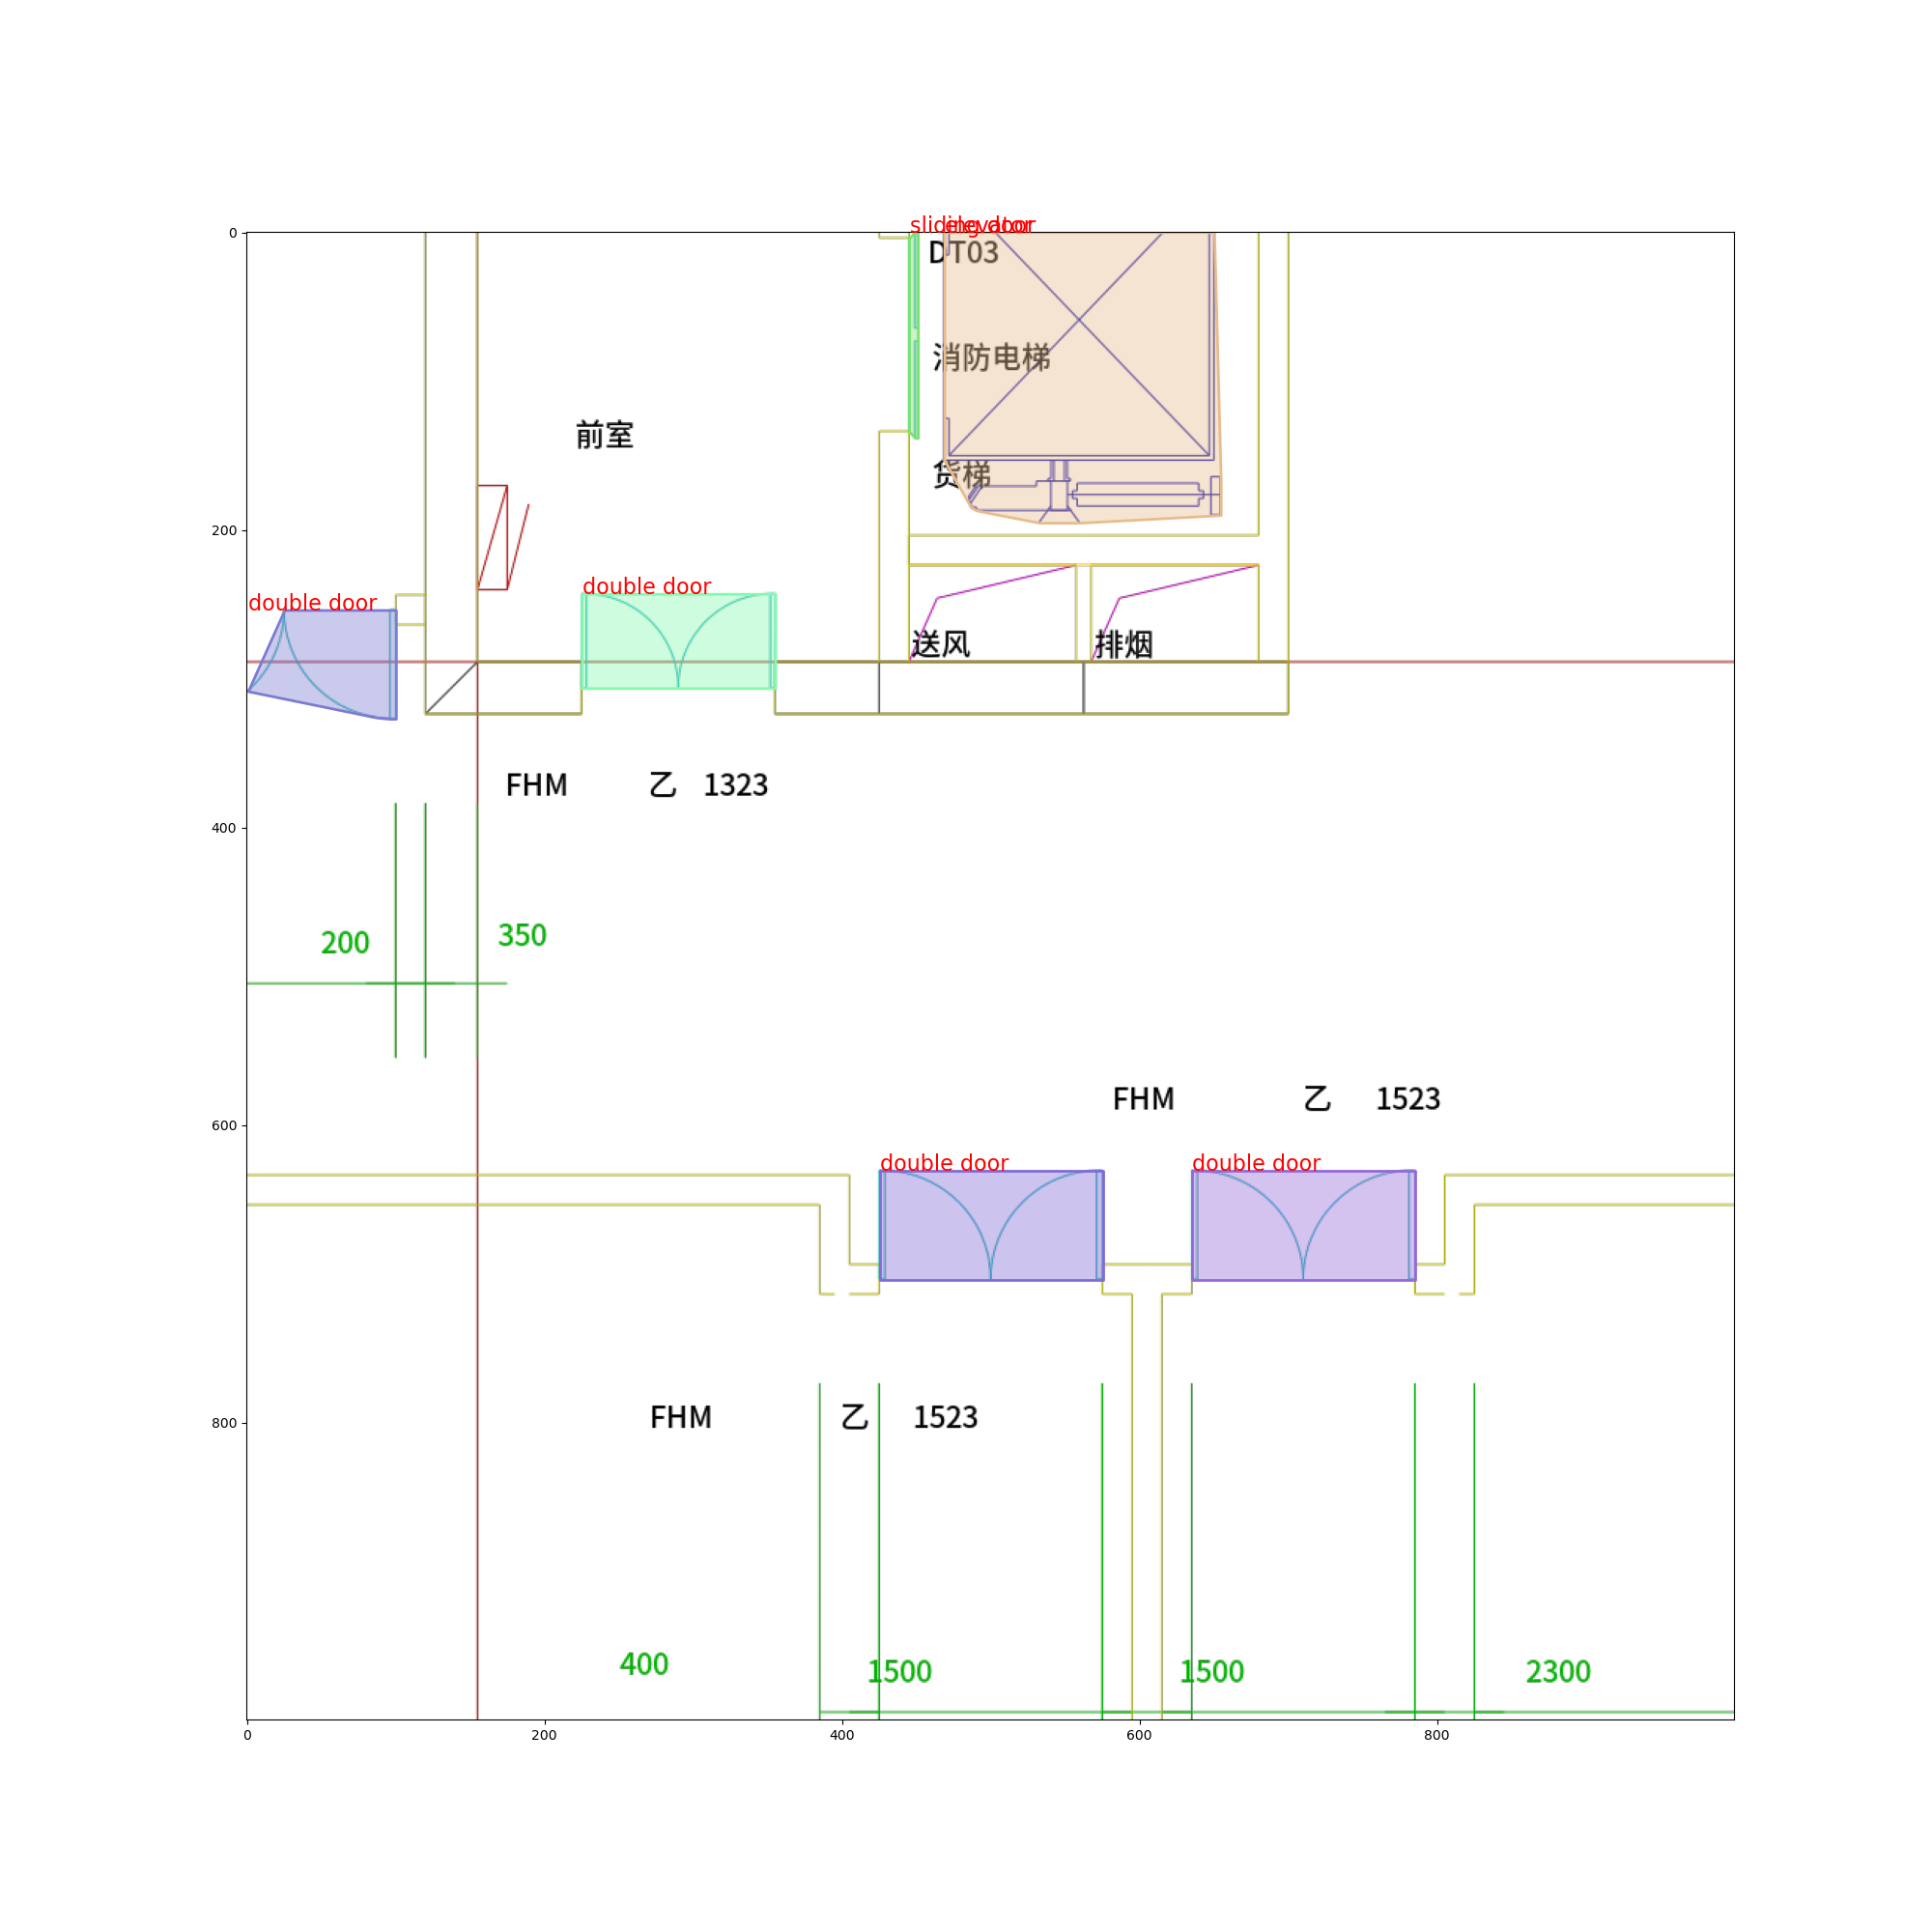 sliding door
elevator
0
DT03
消防电梯
前室
货梯
200
double door
double door
送风
排烟
FHM 乙 1323
400
200
350
FHM 乙 1523
600
double door
double door
FHM 乙 1523
800
400
1500
1500
2300
0
200
400
600
800